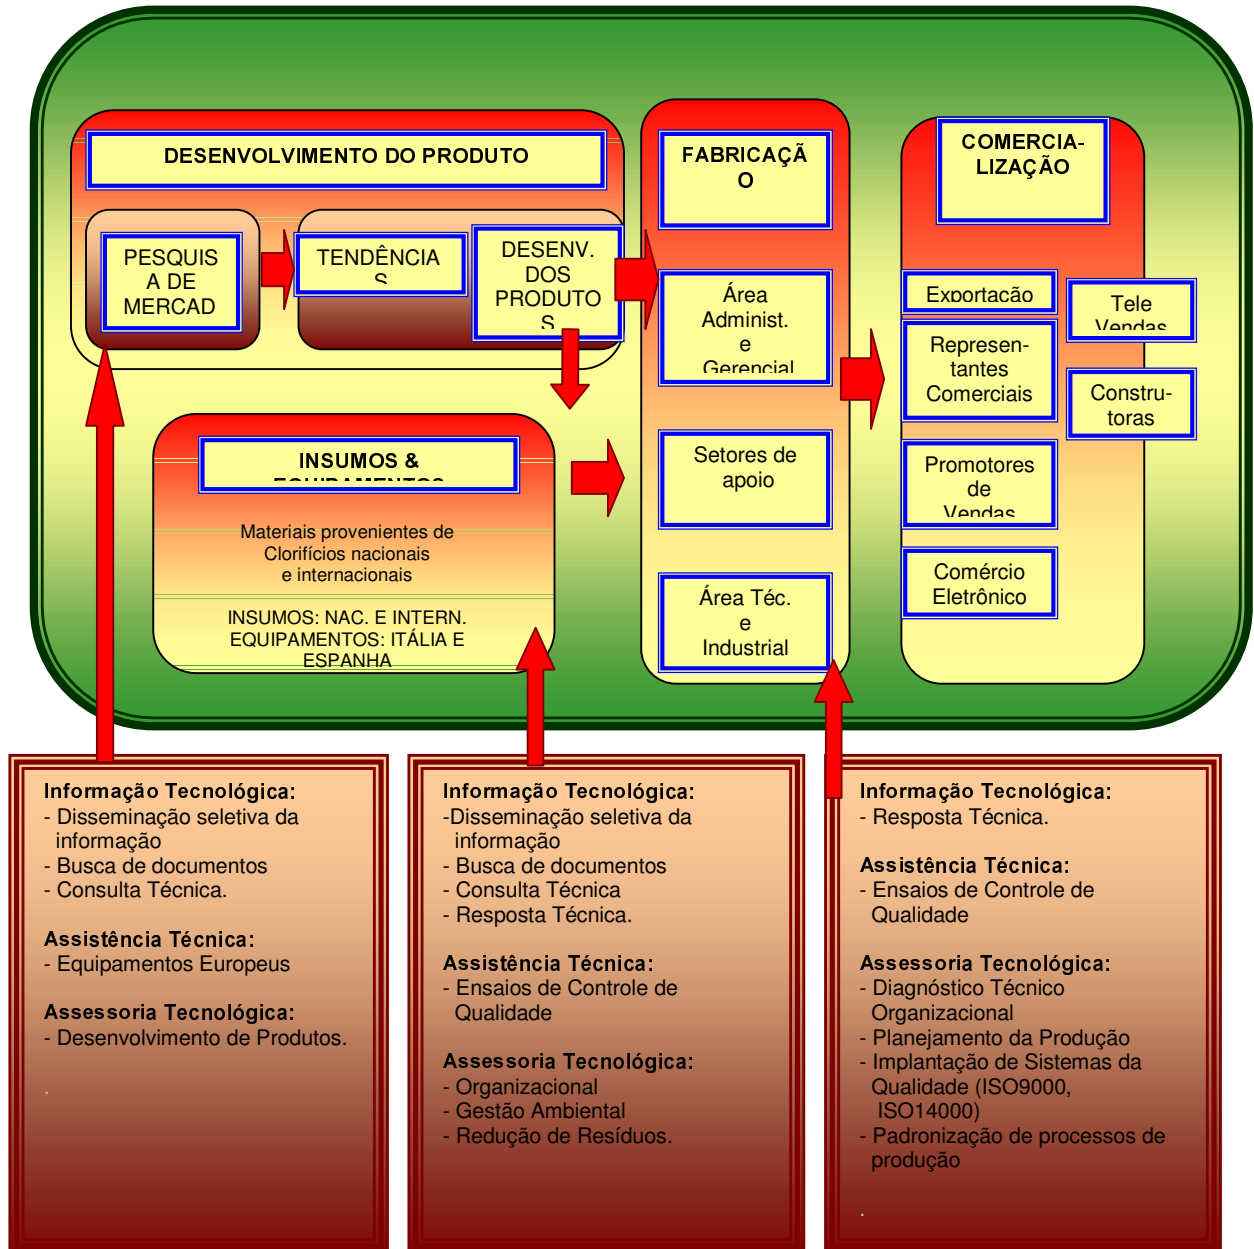 DESENVOLVIMENTO DO PRODUTO
PESQUIS
A DE
MERCAD
TENDÊNCIA
S
DESENV.
DOS
PRODUTO
S
INSUMOS &
EQUIPAMENTOS
Materiais provenientes de
Clorifícios nacionais
e internacionais
INSUMOS: NAC. E INTERN.
EQUIPAMENTOS: ITÁLIA E
ESPANHA
FABRICAÇÃ
O
Área
Administ.
e
Gerencial
Setores de
apoio
Área Téc.
e
Industrial
COMERCIA-
LIZAÇÃO
Exportação
Represen-
tantes
Comerciais
Promotores
de
Vendas
Comércio
Eletrônico
Tele
Vendas
Constru-
toras
Informação Tecnológica:
- Disseminação seletiva da
informação
- Busca de documentos
- Consulta Técnica.
Assistência Técnica:
- Equipamentos Europeus
Assessoria Tecnológica:
- Desenvolvimento de Produtos.
.
Informação Tecnológica:
-Disseminação seletiva da
informação
- Busca de documentos
- Consulta Técnica
- Resposta Técnica.
Assistência Técnica:
- Ensaios de Controle de
Qualidade
Assessoria Tecnológica:
- Organizacional
- Gestão Ambiental
- Redução de Resíduos.
Informação Tecnológica:
- Resposta Técnica.
Assistência Técnica:
- Ensaios de Controle de
Qualidade
Assessoria Tecnológica:
- Diagnóstico Técnico
Organizacional
- Planejamento da Produção
- Implantação de Sistemas da
Qualidade (ISO9000,
ISO14000)
- Padronização de processos de
produção
.